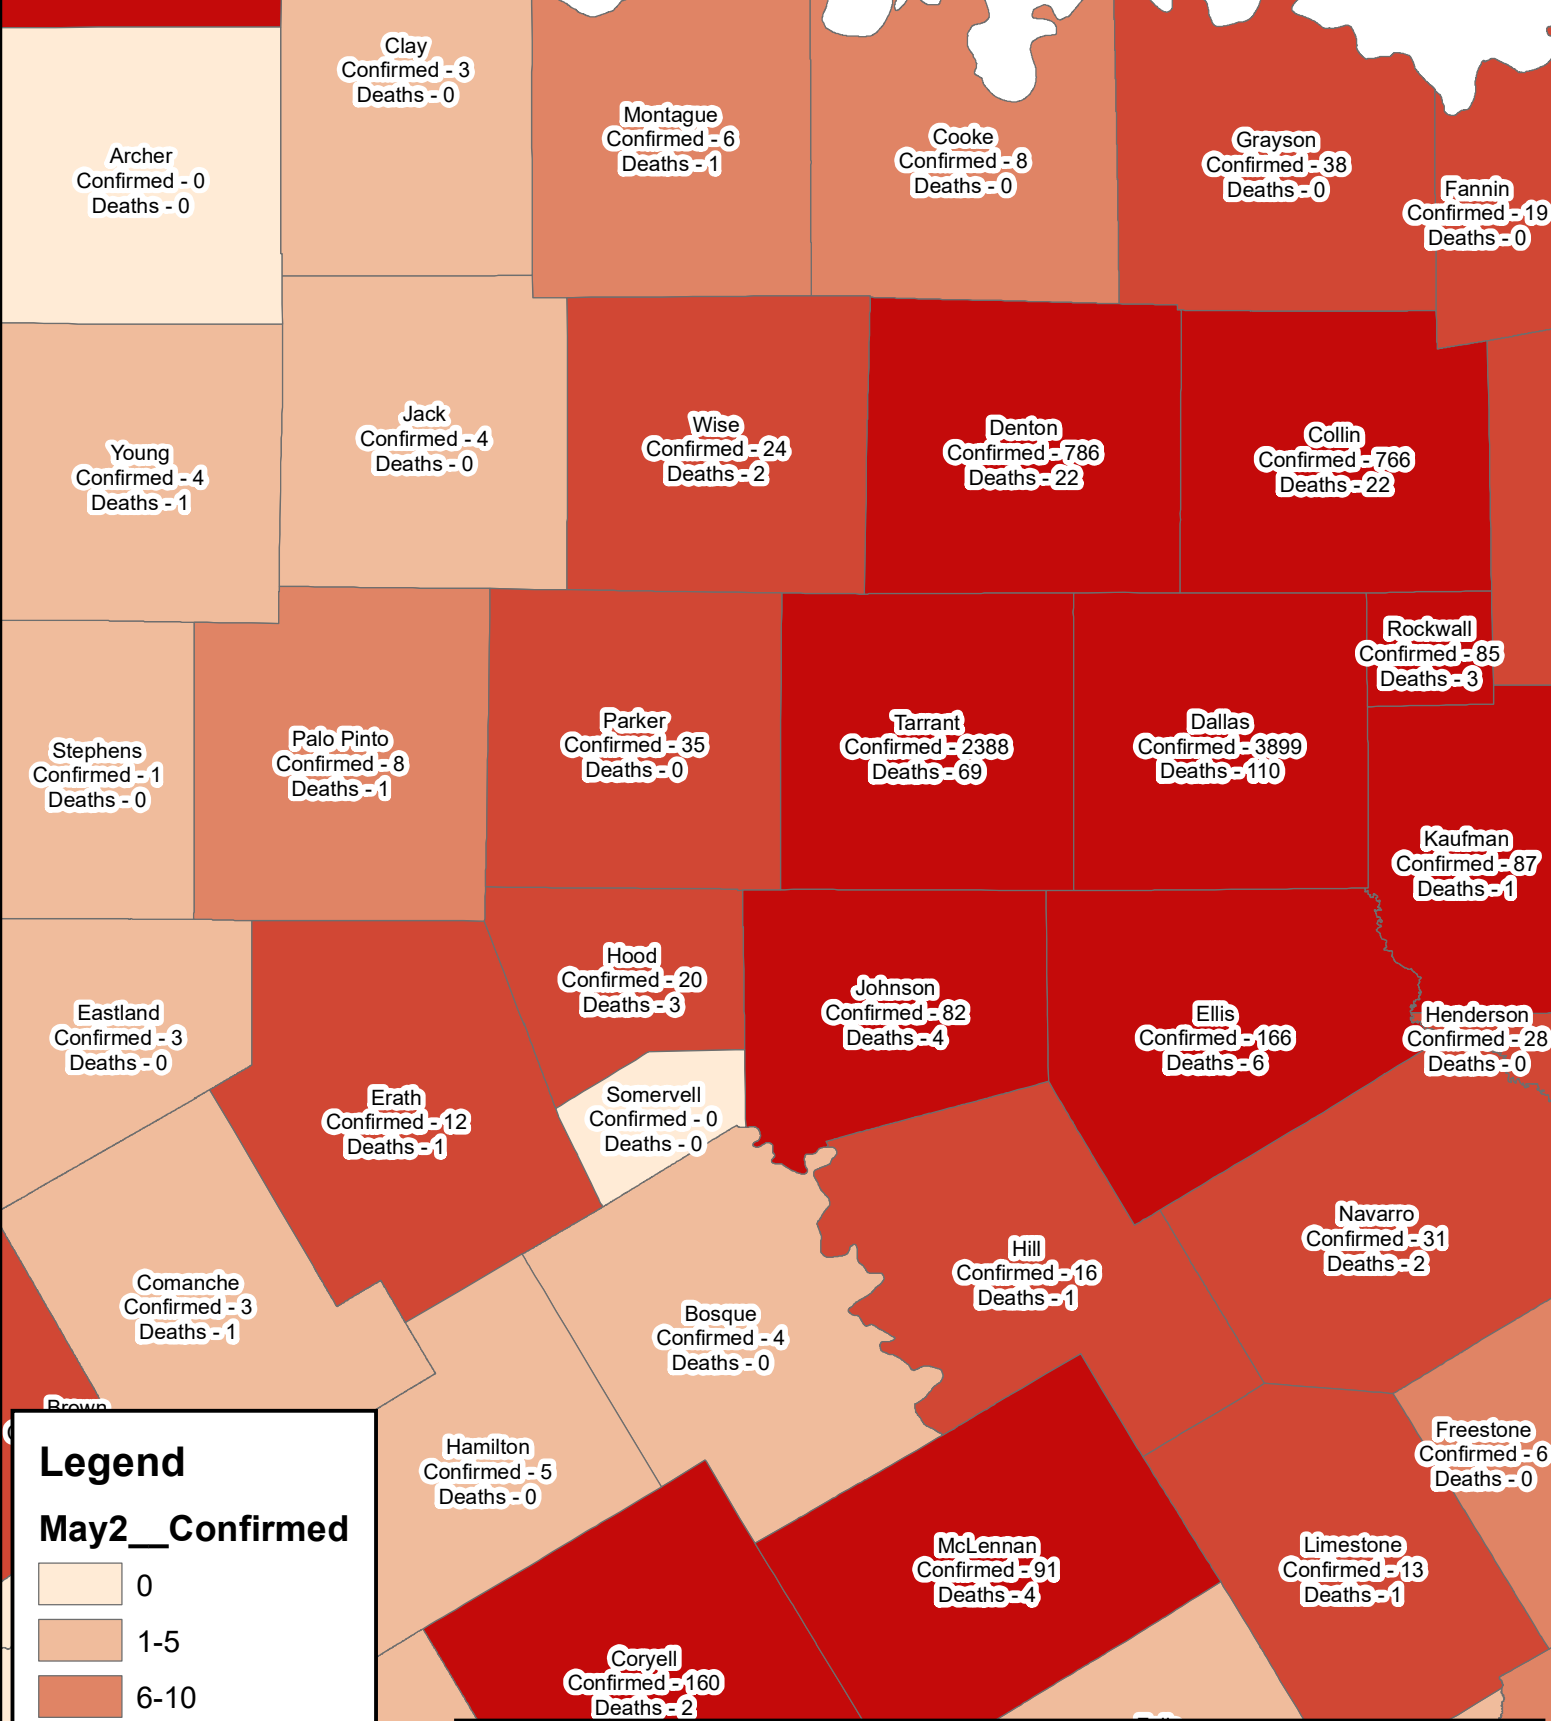 Clay
Confirmed - 3
Deaths - 0
Montague
Confirmed - 6
Deaths - 1
Cooke
Confirmed - 8
Deaths - 0
Grayson
Confirmed - 38
Deaths - 0
Archer
Confirmed - 0
Deaths - 0
Fannin
Confirmed - 19
Deaths - 0
Jack
Confirmed - 4
Deaths - 0
Wise
Confirmed - 24
Deaths - 2
Denton
Confirmed - 786
Deaths - 22
Collin
Confirmed - 766
Deaths - 22
Young
Confirmed - 4
Deaths - 1
Rockwall
Confirmed - 85
Deaths - 3
Stephens
Confirmed - 1
Deaths - 0
Palo Pinto
Confirmed - 8
Deaths - 1
Parker
Confirmed - 35
Deaths - 0
Tarrant
Confirmed - 2388
Deaths - 69
Dallas
Confirmed - 3899
Deaths - 110
Kaufman
Confirmed - 87
Deaths - 1
Hood
Confirmed - 20
Deaths - 3
Johnson
Confirmed - 82
Deaths - 4
Ellis
Confirmed - 166
Deaths - 6
Henderson
Confirmed - 28
Deaths - 0
Eastland
Confirmed - 3
Deaths - 0
Erath
Confirmed - 12
Deaths - 1
Somervell
Confirmed - 0
Deaths - 0
Navarro
Confirmed - 31
Deaths - 2
Hill
Confirmed - 16
Deaths - 1
Comanche
Confirmed - 3
Deaths - 1
Bosque
Confirmed - 4
Deaths - 0
Brown
Hamilton
Confirmed - 5
Deaths - 0
Freestone
Confirmed - 6
Deaths - 0
McLennan
Confirmed - 91
Deaths - 4
Limestone
Confirmed - 13
Deaths - 1
Coryell
Confirmed - 160
Deaths - 2
Legend
May2__Confirmed
0
1-5
6-10